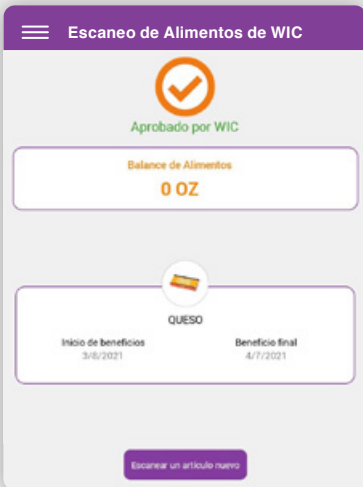 Escaneo de Alimentos de WIC
Aprobado por WIC
Balance de Alimentos
0 OZ
QUESO
Inicio de beneficios Beneficio final
3/8/2021 4/7/2021
Escanear un artículo nuevo